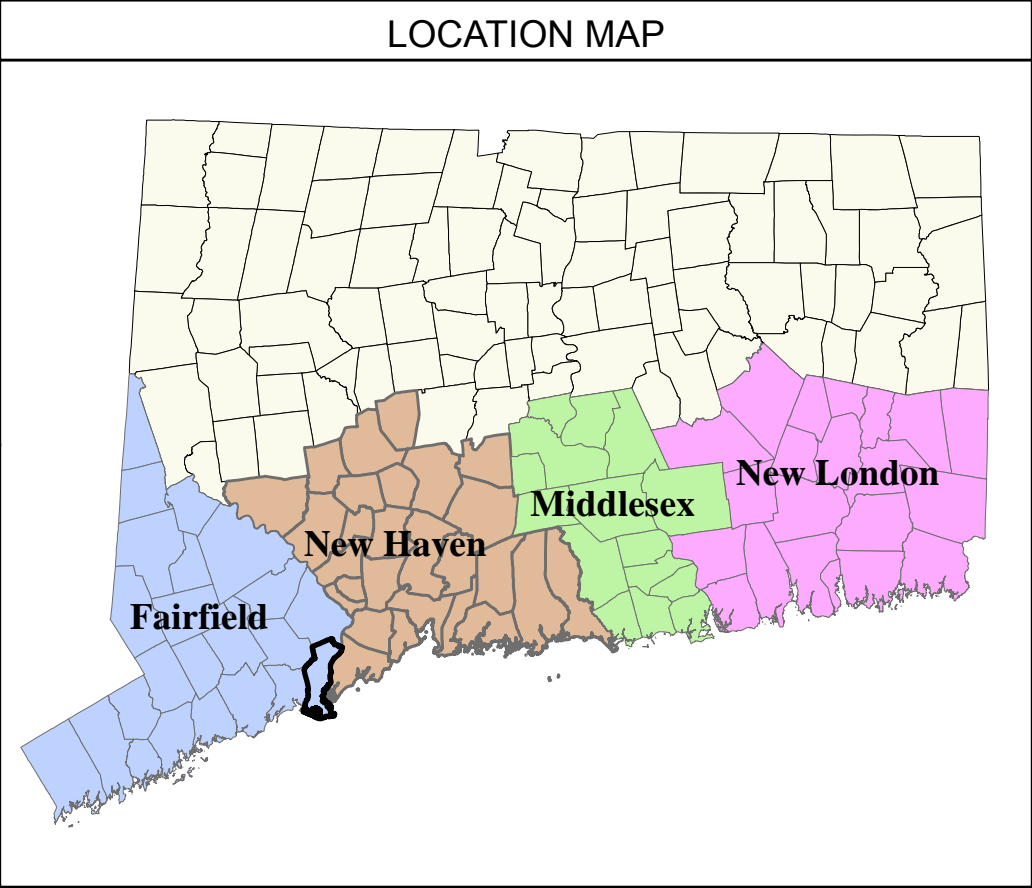 LOCATION MAP
New London
Middlesex
New Haven
Fairfield